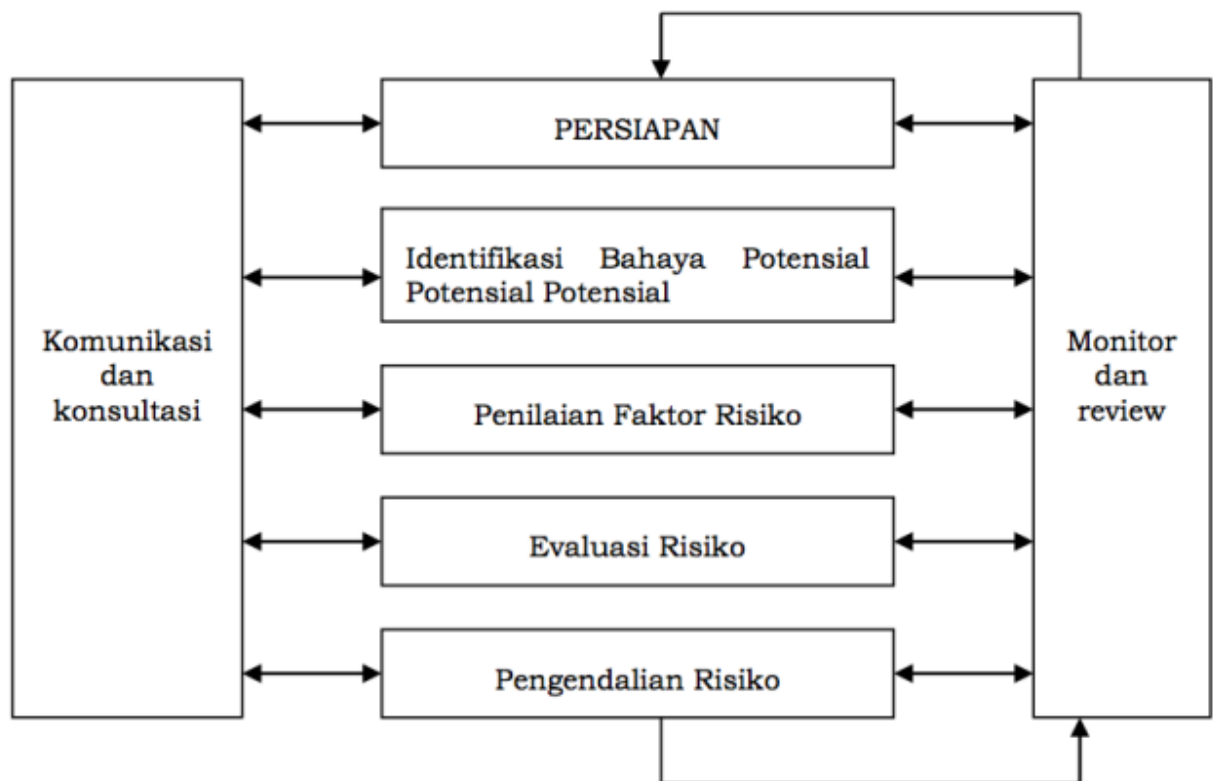 PERSIAPAN
Identifikasi Bahaya Potensial
Potensial Potensial
Komunikasi
dan
konsultasi
Monitor
dan
review
Penilaian Faktor Risiko
Evaluasi Risiko
Pengendalian Risiko